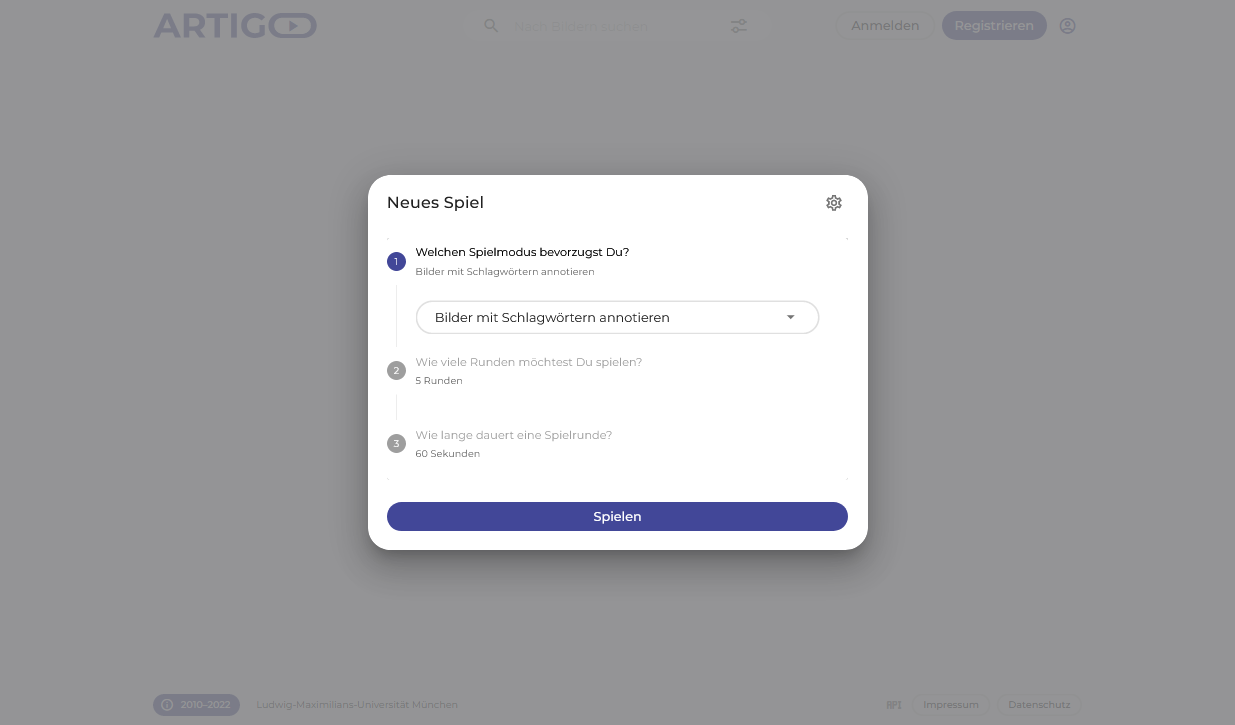 ARTIGO
Nach Bildern suchen
Anmelden
Registrieren
Neues Spiel
1
Welchen Spielmodus bevorzugst Du?
Bilder mit Schlagwörtern annotieren
Bilder mit Schlagwörtern annotieren
2
Wie viele Runden möchtest Du spielen?
5 Runden
3
Wie lange dauert eine Spielrunde?
60 Sekunden
Spielen
2010–2022
Ludwig-Maximilians-Universität München
API
Impressum
Datenschutz